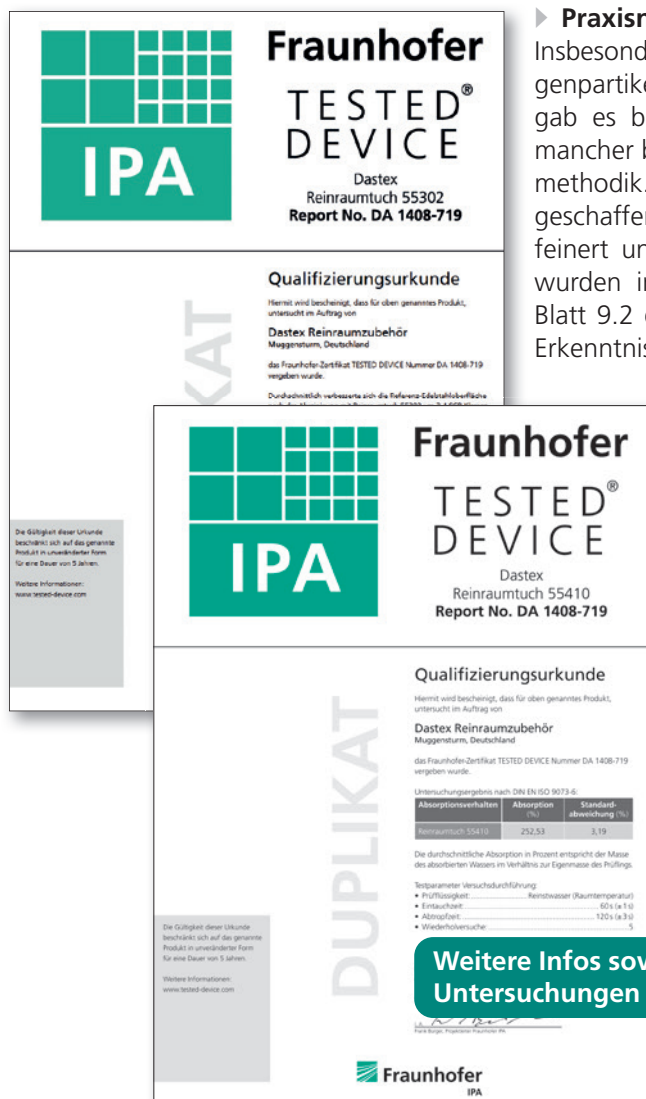 Fraunhofer
TESTED®
DEVICE
IPA
Dastex
Reinraumtuch 55302
Report No. DA 1408-719
Qualifizierungsurkunde
Hiermit wird bescheinigt, dass für oben genanntes Produkt,
untersucht im Auftrag von
Dastex Reinraumzubehör
Muggensturm, Deutschland
das Fraunhofer-Zertifikat TESTED DEVICE Nummer DA 1408-719
vergeben wurde.
Durchschnittlich verbesserte sich die Referenz-Edelstahloberfläche
Die Gültigkeit dieser Urkunde
beschränkt sich auf das genannte
Produkt in unveränderter Form
für eine Dauer von 5 Jahren.
Weitere Informationen:
www.tested-device.com
KAT
Insbesond
genpartike
gab es b
mancher b
methodik.
geschaffen
feinert un
wurden in
Blatt 9.2
Erkenntnis
Fraunhofer
TESTED®
DEVICE
IPA
Dastex
Reinraumtuch 55410
Report No. DA 1408-719
DUPLIKAT
Qualifizierungsurkunde
Hiermit wird bescheinigt, dass für oben genanntes Produkt,
untersucht im Auftrag von
Dastex Reinraumzubehör
Muggensturm, Deutschland
das Fraunhofer-Zertifikat TESTED DEVICE Nummer DA 1408-719
vergeben wurde.
Untersuchungsergebnis nach DIN EN ISO 9073-6:
Absorptionsverhalten Absorption (%) Standard-abweichung (%)
Reinraumtuch 55410 252,53 3,19
Die durchschnittliche Absorption in Prozent entspricht der Masse
des absorbierten Wassers im Verhältnis zur Eigenmasse des Prüflings.
Testparameter Versuchsdurchführung:
• Prüfflüssigkeit: Reinstwasser (Raumtemperatur)
• Eintauchzeit: 60 s (± 1 s)
• Abtropfzeit: 120 s (± 3 s)
• Wiederholversuche: 5
Die Gültigkeit dieser Urkunde
beschränkt sich auf das genannte
Produkt in unveränderter Form
für eine Dauer von 5 Jahren.
Weitere Informationen:
www.tested-device.com
Weitere Infos sov
Untersuchungen
Fraunhofer
IPA